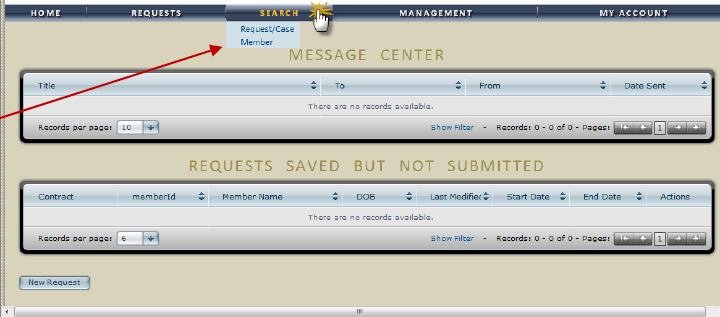 HOME REQUESTS SEARCH MANAGEMENT MY ACCOUNT
Request/Case
Member
MESSAGE CENTER
Title To From Date Sent
There are no records available.
Records per page: 10 Show Filter - Records: 0 - 0 of 0 - Pages: 1
REQUESTS SAVED BUT NOT SUBMITTED
Contract memberId Member Name DOB Last Modified Start Date End Date Actions
There are no records available.
Records per page: 6 Show Filter - Records: 0 - 0 of 0 - Pages: 1
New Request